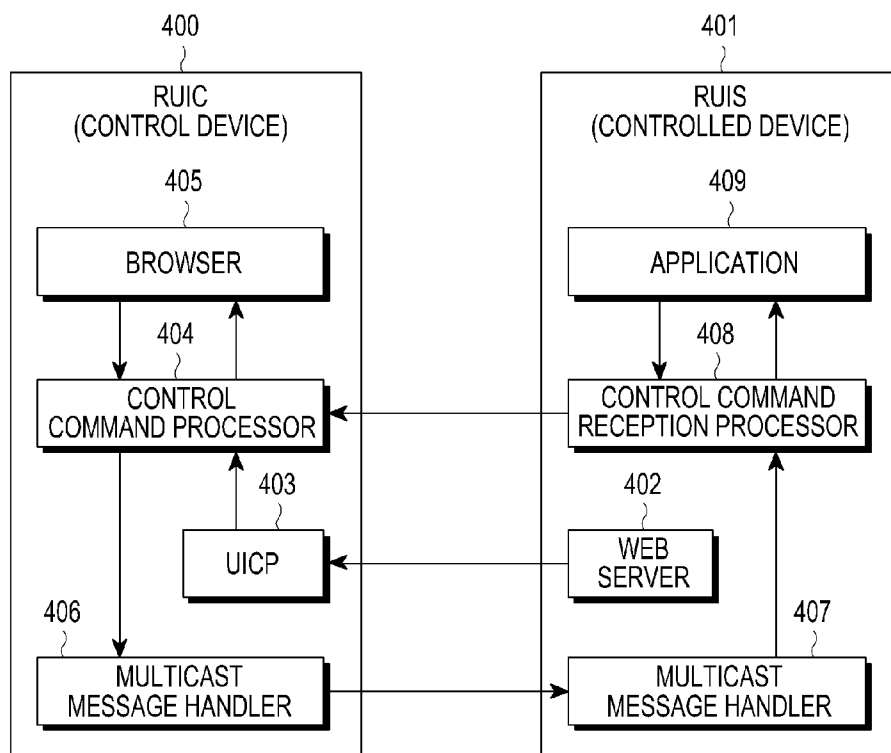 400
401
RUIC
(CONTROL DEVICE)
RUIS
(CONTROLLED DEVICE)
405
409
BROWSER
APPLICATION
404
408
CONTROL
COMMAND PROCESSOR
CONTROL COMMAND
RECEPTION PROCESSOR
403
402
UICP
WEB
SERVER
406
407
MULTICAST
MESSAGE HANDLER
MULTICAST
MESSAGE HANDLER